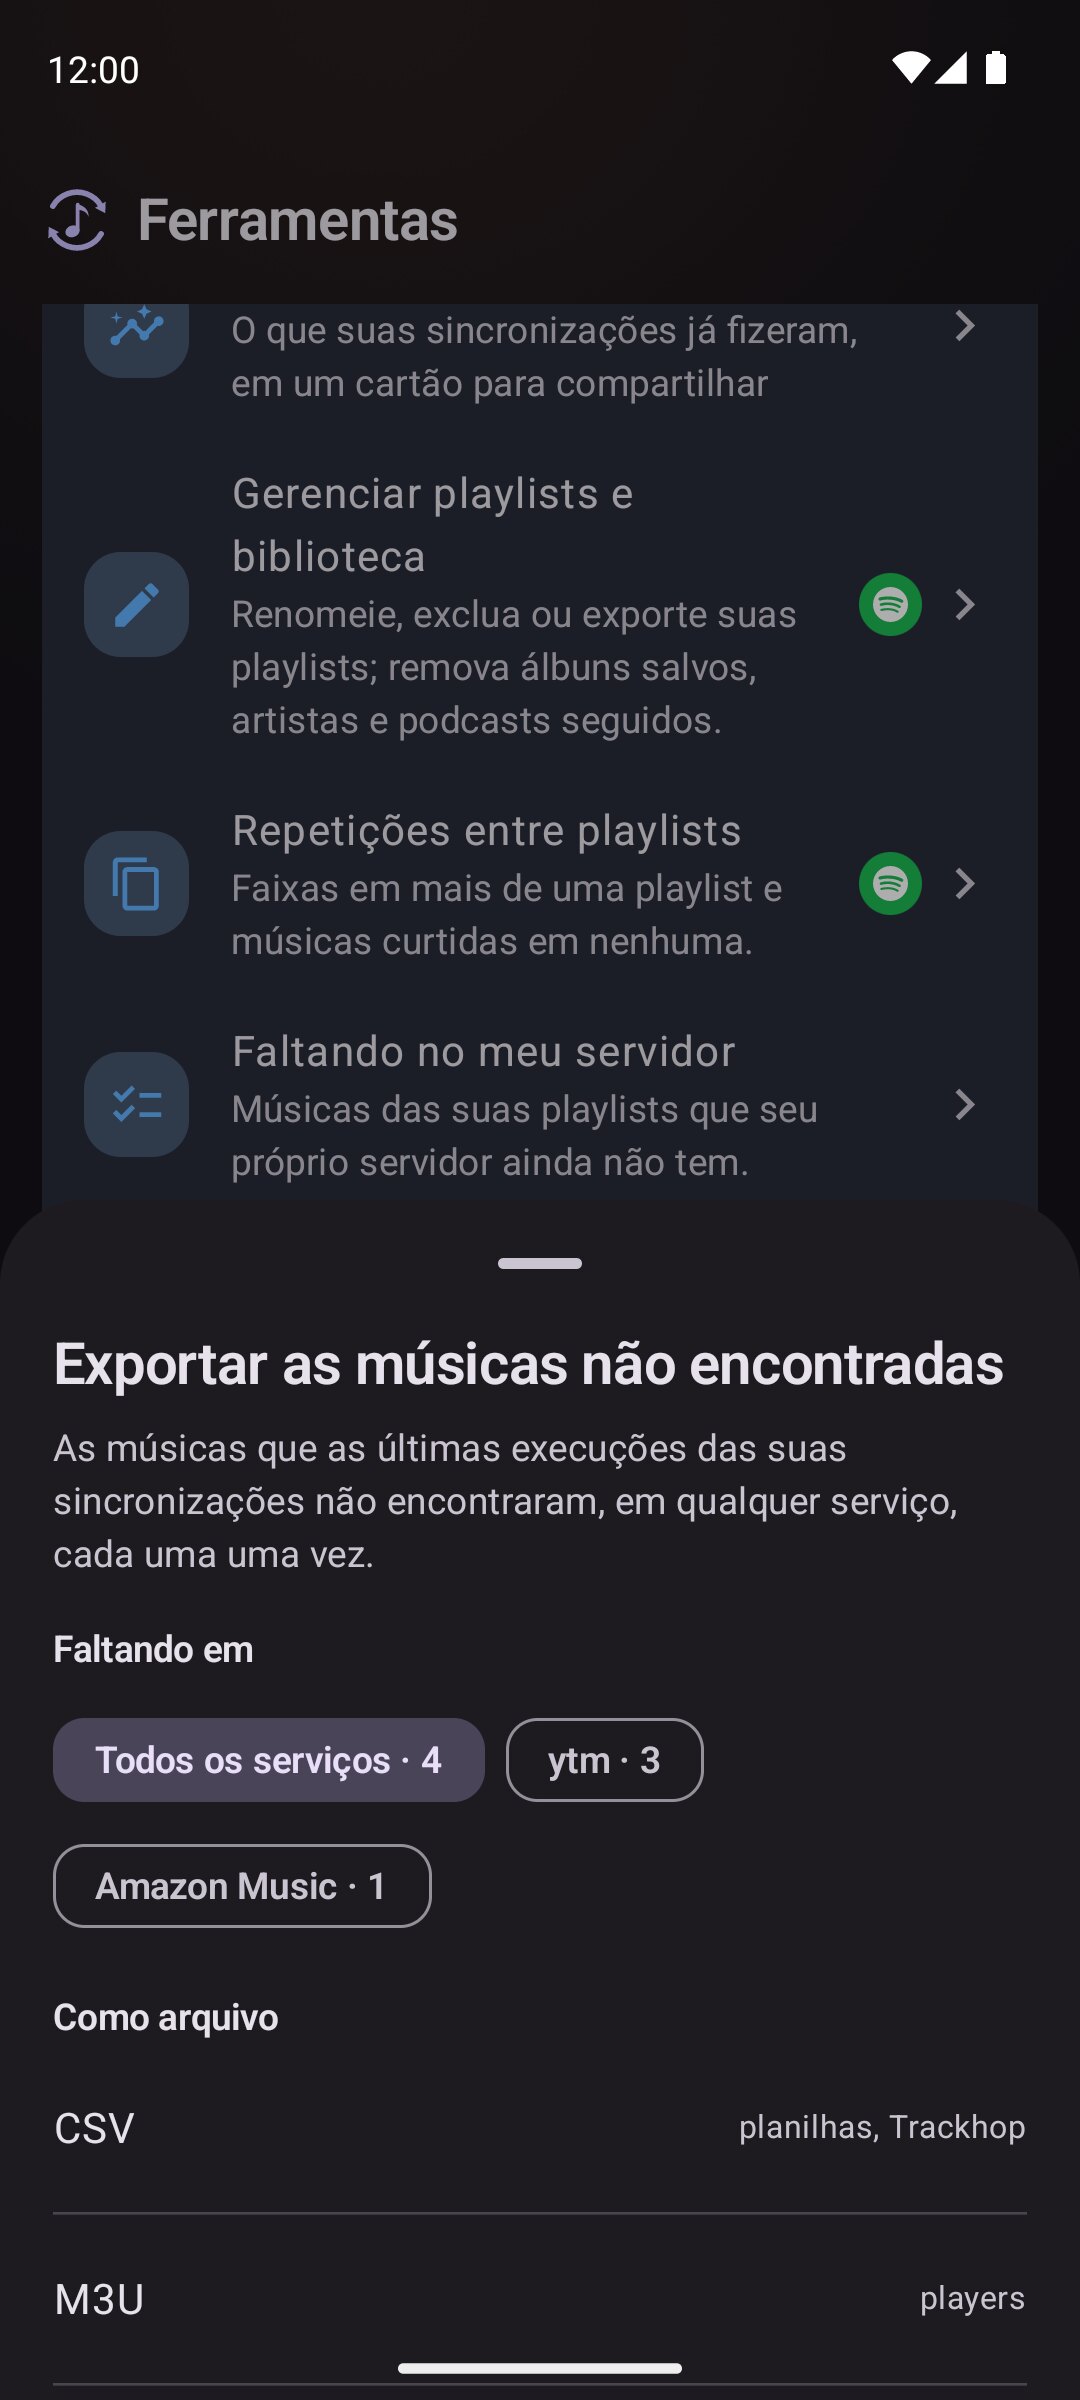 12:00
Ferramentas
O que suas sincronizações já fizeram,
em um cartão para compartilhar
Gerenciar playlists e
biblioteca
Renomeie, exclua ou exporte suas
playlists; remova álbuns salvos,
artistas e podcasts seguidos.
Repetições entre playlists
Faixas em mais de uma playlist e
músicas curtidas em nenhuma.
Faltando no meu servidor
Músicas das suas playlists que seu
próprio servidor ainda não tem.
Exportar as músicas não encontradas
As músicas que as últimas execuções das suas
sincronizações não encontraram, em qualquer serviço,
cada uma uma vez.
Faltando em
Todos os serviços · 4
ytm · 3
Amazon Music · 1
Como arquivo
CSV
planilhas, Trackhop
M3U
players